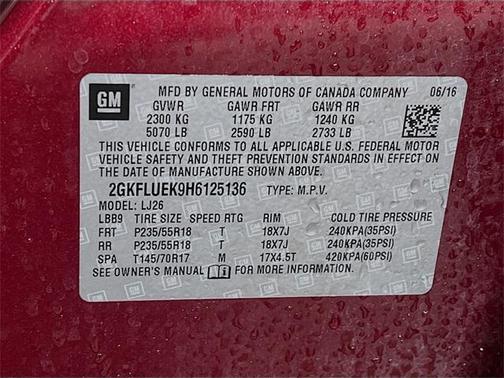 GM
MFD BY GENERAL MOTORS OF CANADA COMPANY 06/16
GVWR GAWR FRT GAWR RR
2300 KG 1175 KG 1240 KG
5070 LB 2590 LB 2733 LB
THIS VEHICLE CONFORMS TO ALL APPLICABLE U.S. FEDERAL MOTOR
VEHICLE SAFETY AND THEFT PREVENTION STANDARDS IN EFFECT ON
THE DATE OF MANUFACTURE SHOWN ABOVE.
2GKFLUEK9H6125136 TYPE: M.P.V.
MODEL: LJ26
LBB9 TIRE SIZE SPEED RTG RIM COLD TIRE PRESSURE
FRT P235/55R18 T 18X7J 240KPA(35PSI)
RR P235/55R18 T 18X7J 240KPA(35PSI)
SPA T145/70R17 M 17X4.5T 420KPA(60PSI)
SEE OWNER'S MANUAL FOR MORE INFORMATION.